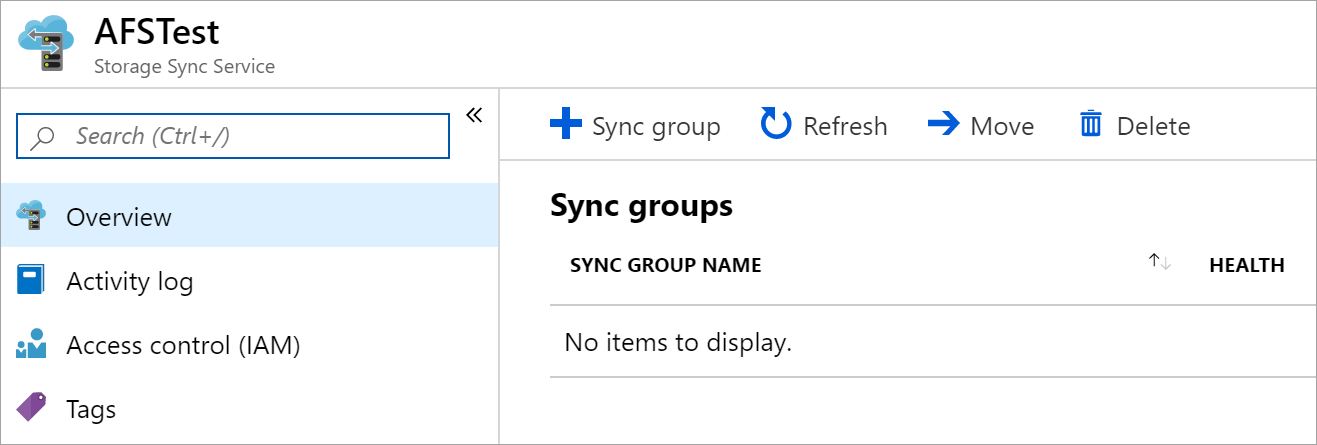 AFSTest
Storage Sync Service
Search (Ctrl+/)
Overview
Activity log
Access control (IAM)
Tags
Sync group
Refresh
Move
Delete
Sync groups
SYNC GROUP NAME
HEALTH
No items to display.